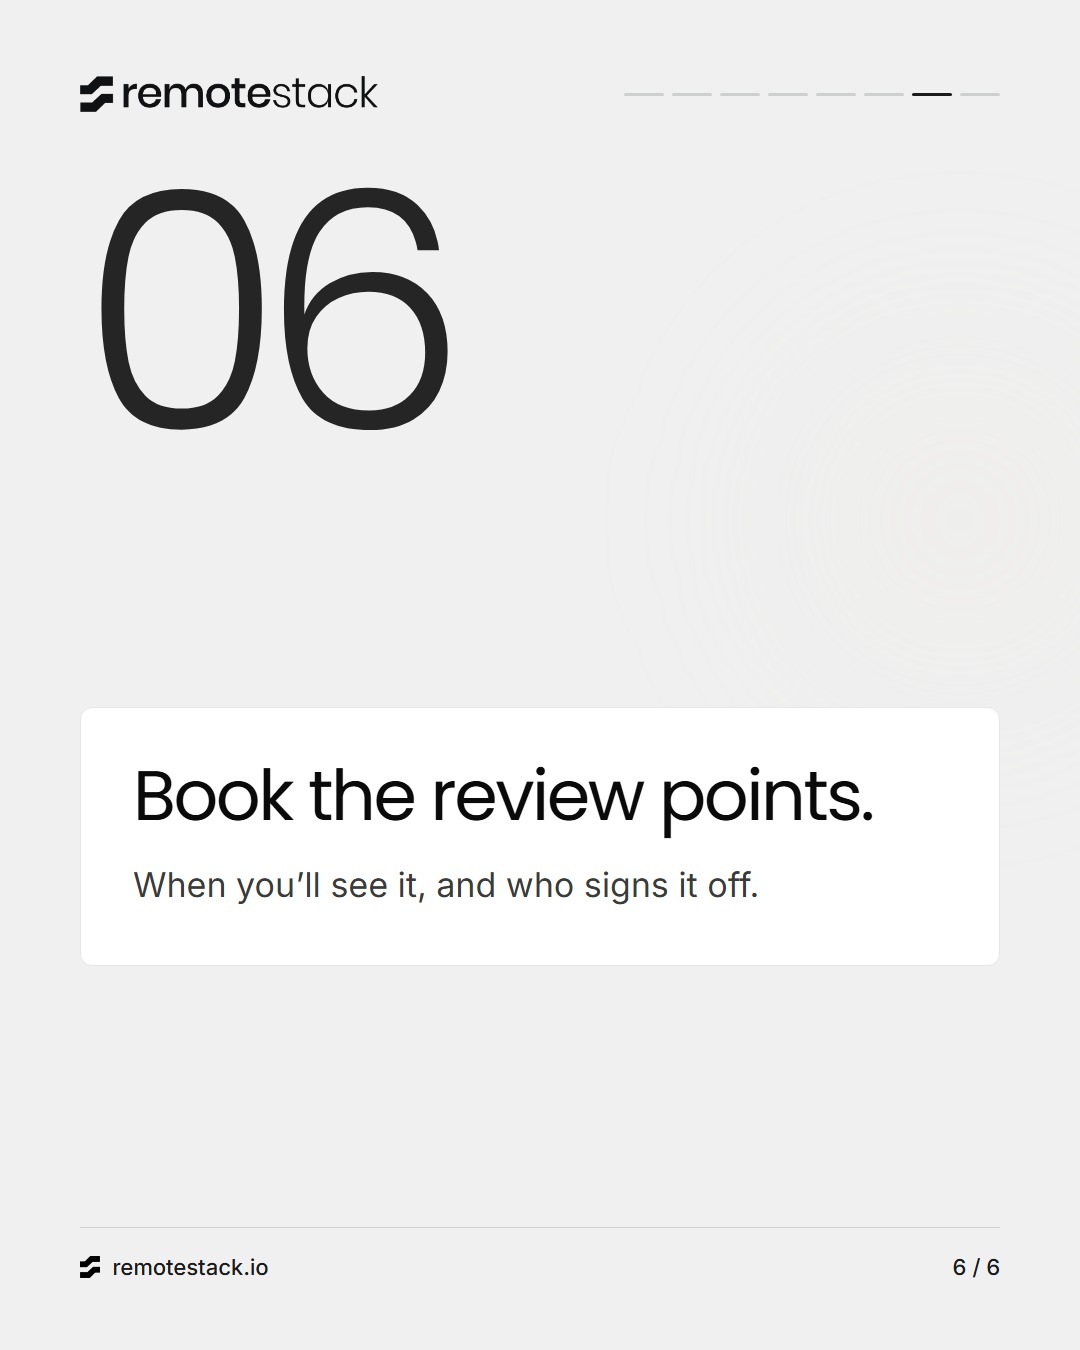 remotestack
06
Book the review points.
When you’ll see it, and who signs it off.
remotestack.io
6 / 6